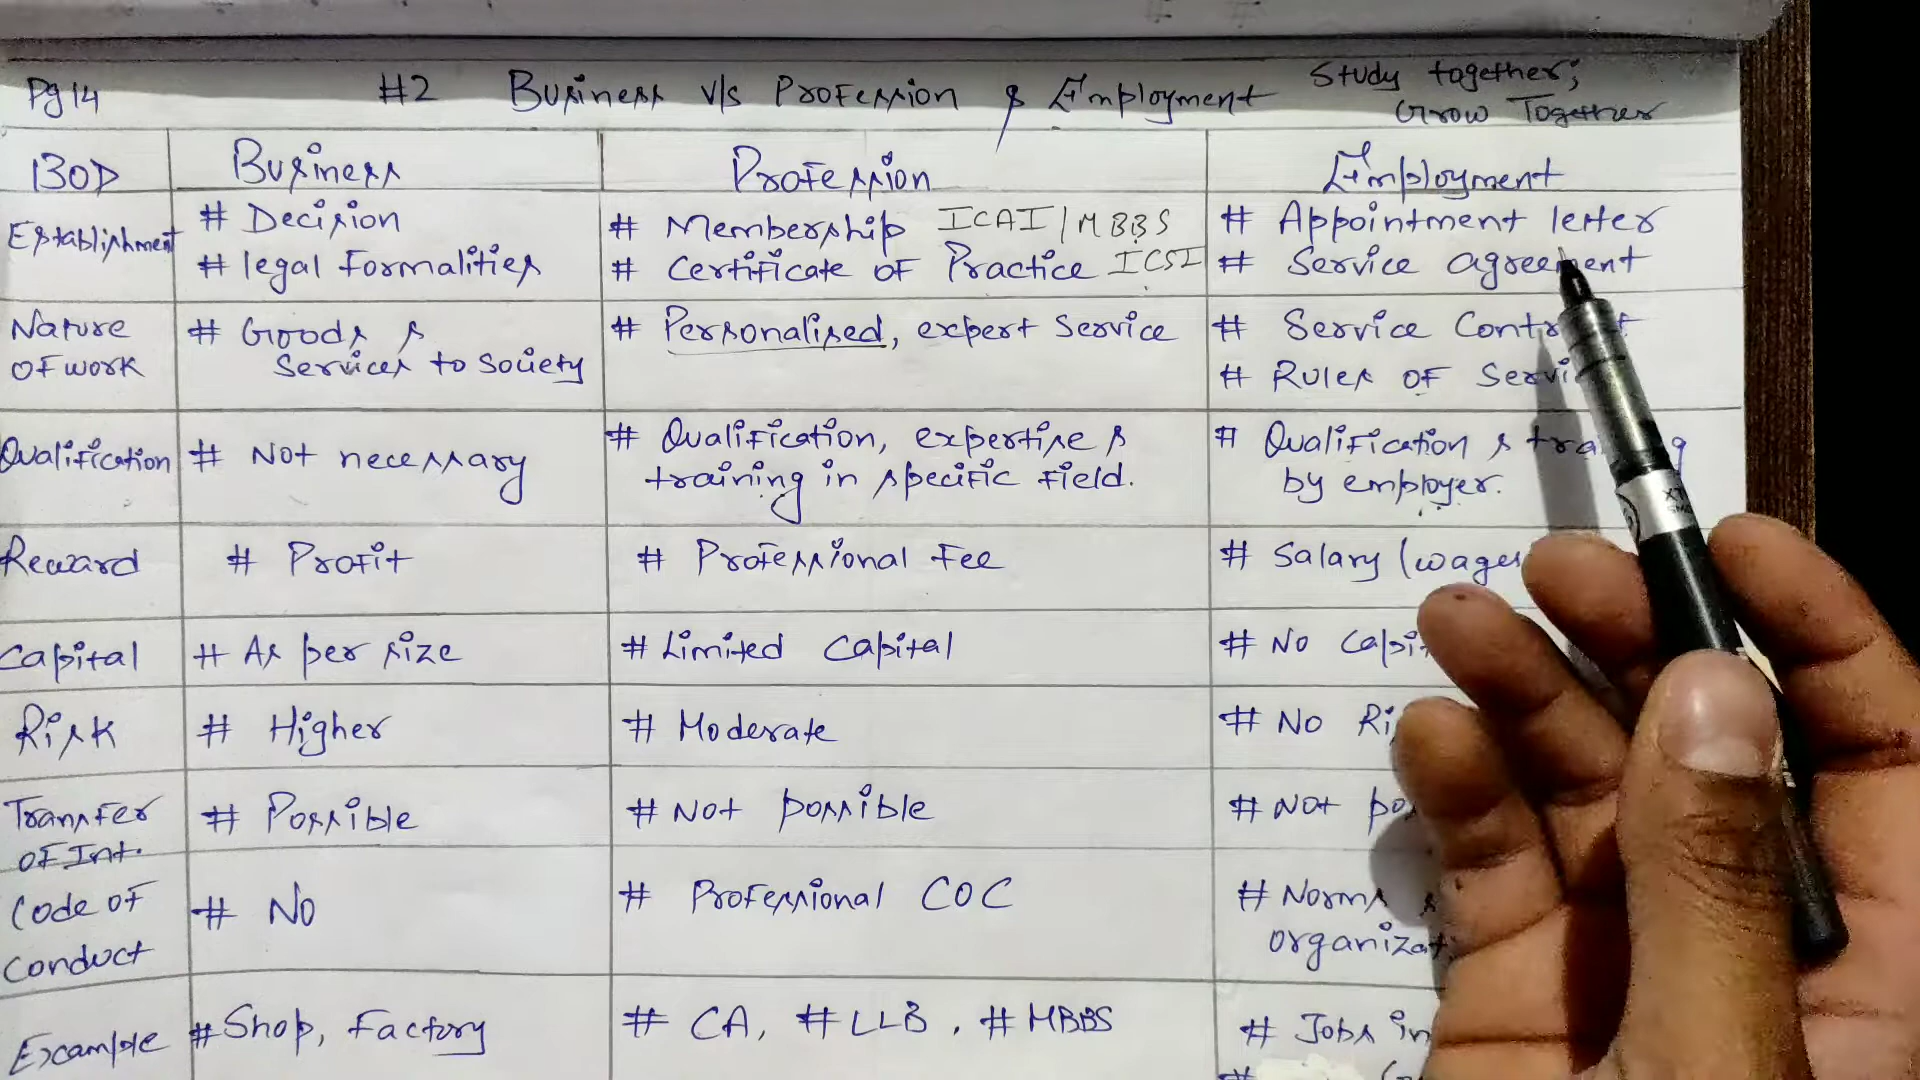 Pg 14
#2 Business v/s Profession & Employment
Study together;
Grow Together
BOD
Business
Profession
Employment
Establishment
# Decision
# legal Formalities
# Membership ICAI/MBBS
# Certificate of Practice ICSI
# Appointment letter
# Service agreement
Nature
of work
# Goods &
Services to Society
# Personalised, expert Service
# Service
# Rules of
Qualification
# Not necessary
# Qualification, expertise &
training in specific field.
# Qualification &
by employer.
Reward
# Profit
# Professional Fee
# Salary (wages
Capital
# As per size
# Limited Capital
# No
Risk
# Higher
# Moderate
# No
Transfer
of Int.
# Possible
# Not possible
# Not
Code of
Conduct
# No
# Professional COC
# Norms &
Example
# Shop, Factory
# CA, # LLB, # MBBS
# Jobs in